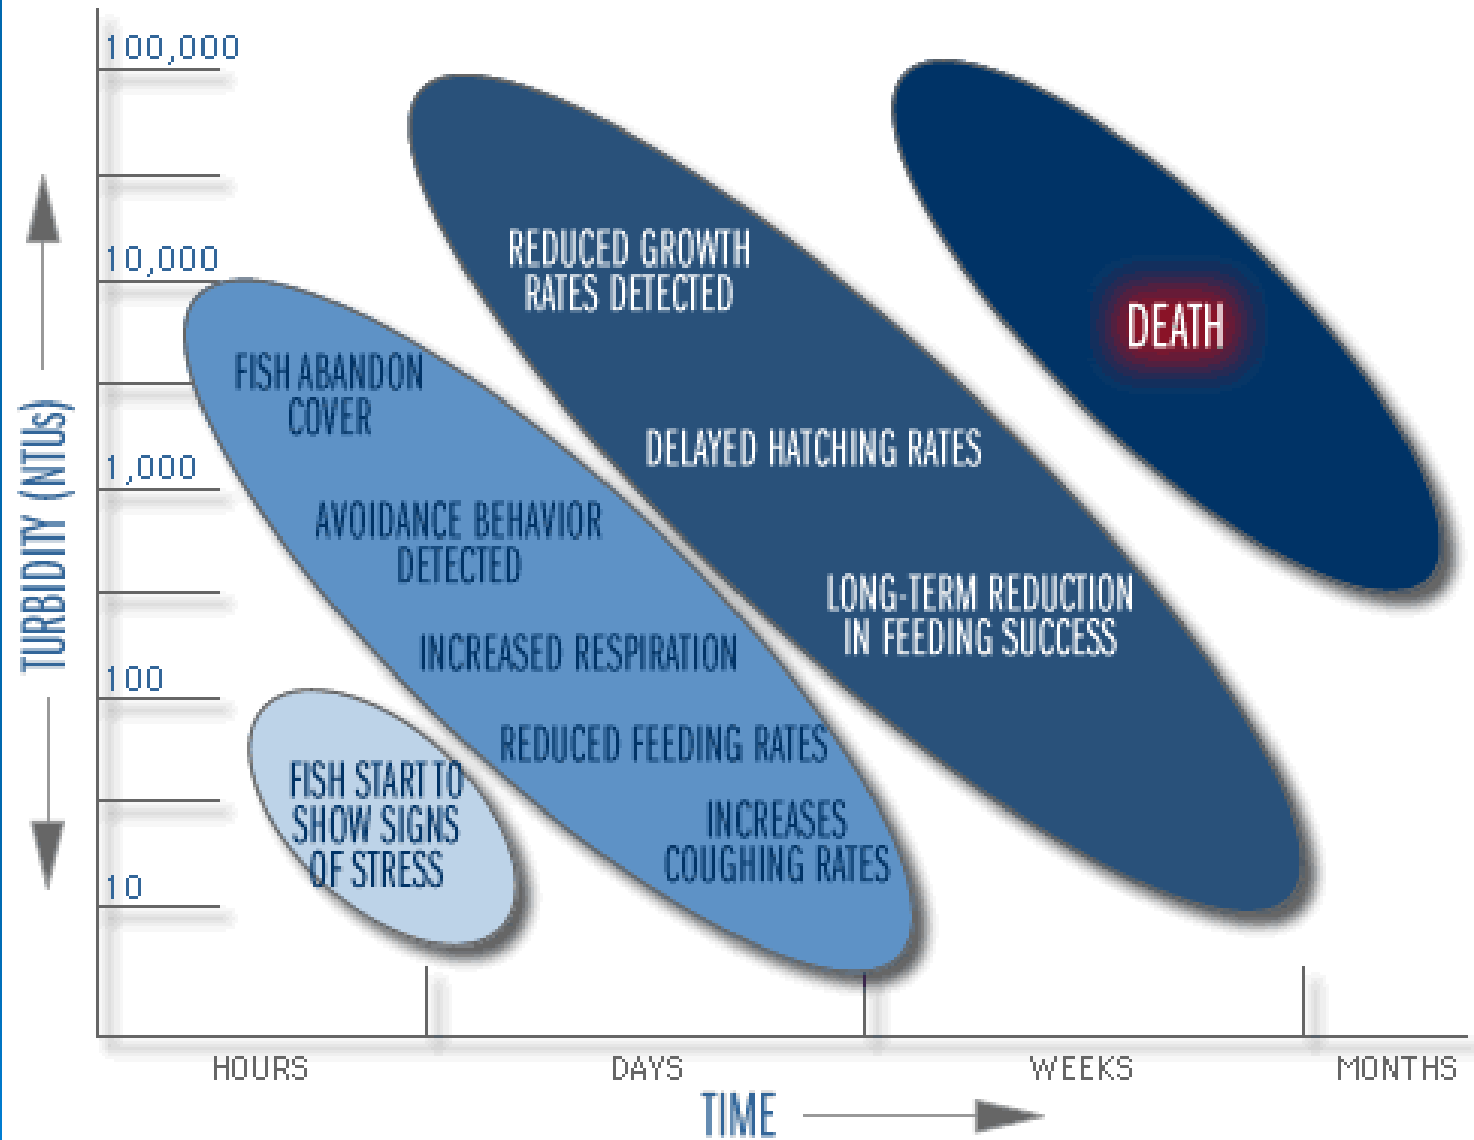 100,000
10,000
1,000
100
10
TURBIDITY (NTUs)
REDUCED GROWTH
RATES DETECTED
DEATH
FISH ABANDON
COVER
DELAYED HATCHING RATES
AVOIDANCE BEHAVIOR
DETECTED
LONG-TERM REDUCTION
IN FEEDING SUCCESS
INCREASED RESPIRATION
REDUCED FEEDING RATES
FISH START TO
SHOW SIGNS
OF STRESS
INCREASES
COUGHING RATES
HOURS
DAYS
WEEKS
MONTHS
TIME